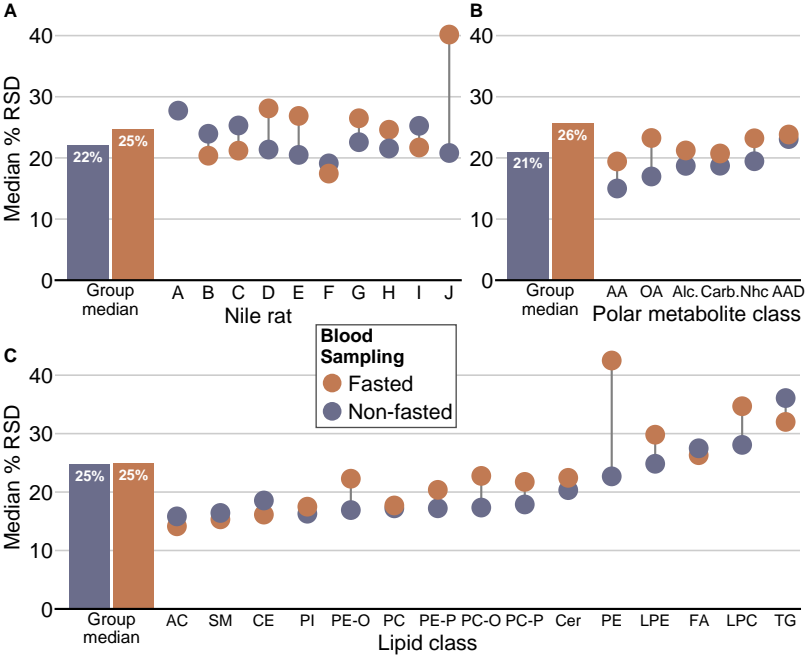 A
Median % RSD
40
30
20
10
0
22%
25%
Group
median
A B C D E F G H I J
Nile rat
B
40
30
20
10
0
21%
26%
Group
median
AA OA Alc. Carb. Nhc AAD
Polar metabolite class
Blood
Sampling
Fasted
Non-fasted
C
Median % RSD
40
30
20
10
0
25%
25%
Group
median
AC SM CE PI PE-O PC PE-P PC-O PC-P Cer PE LPE FA LPC TG
Lipid class